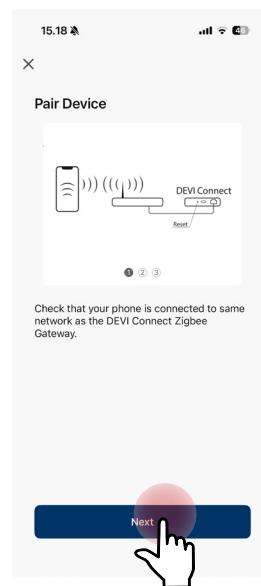 15.18
46
Pair Device
DEVI Connect
Reset
1 2 3
Check that your phone is connected to same
network as the DEVI Connect Zigbee
Gateway.
Next